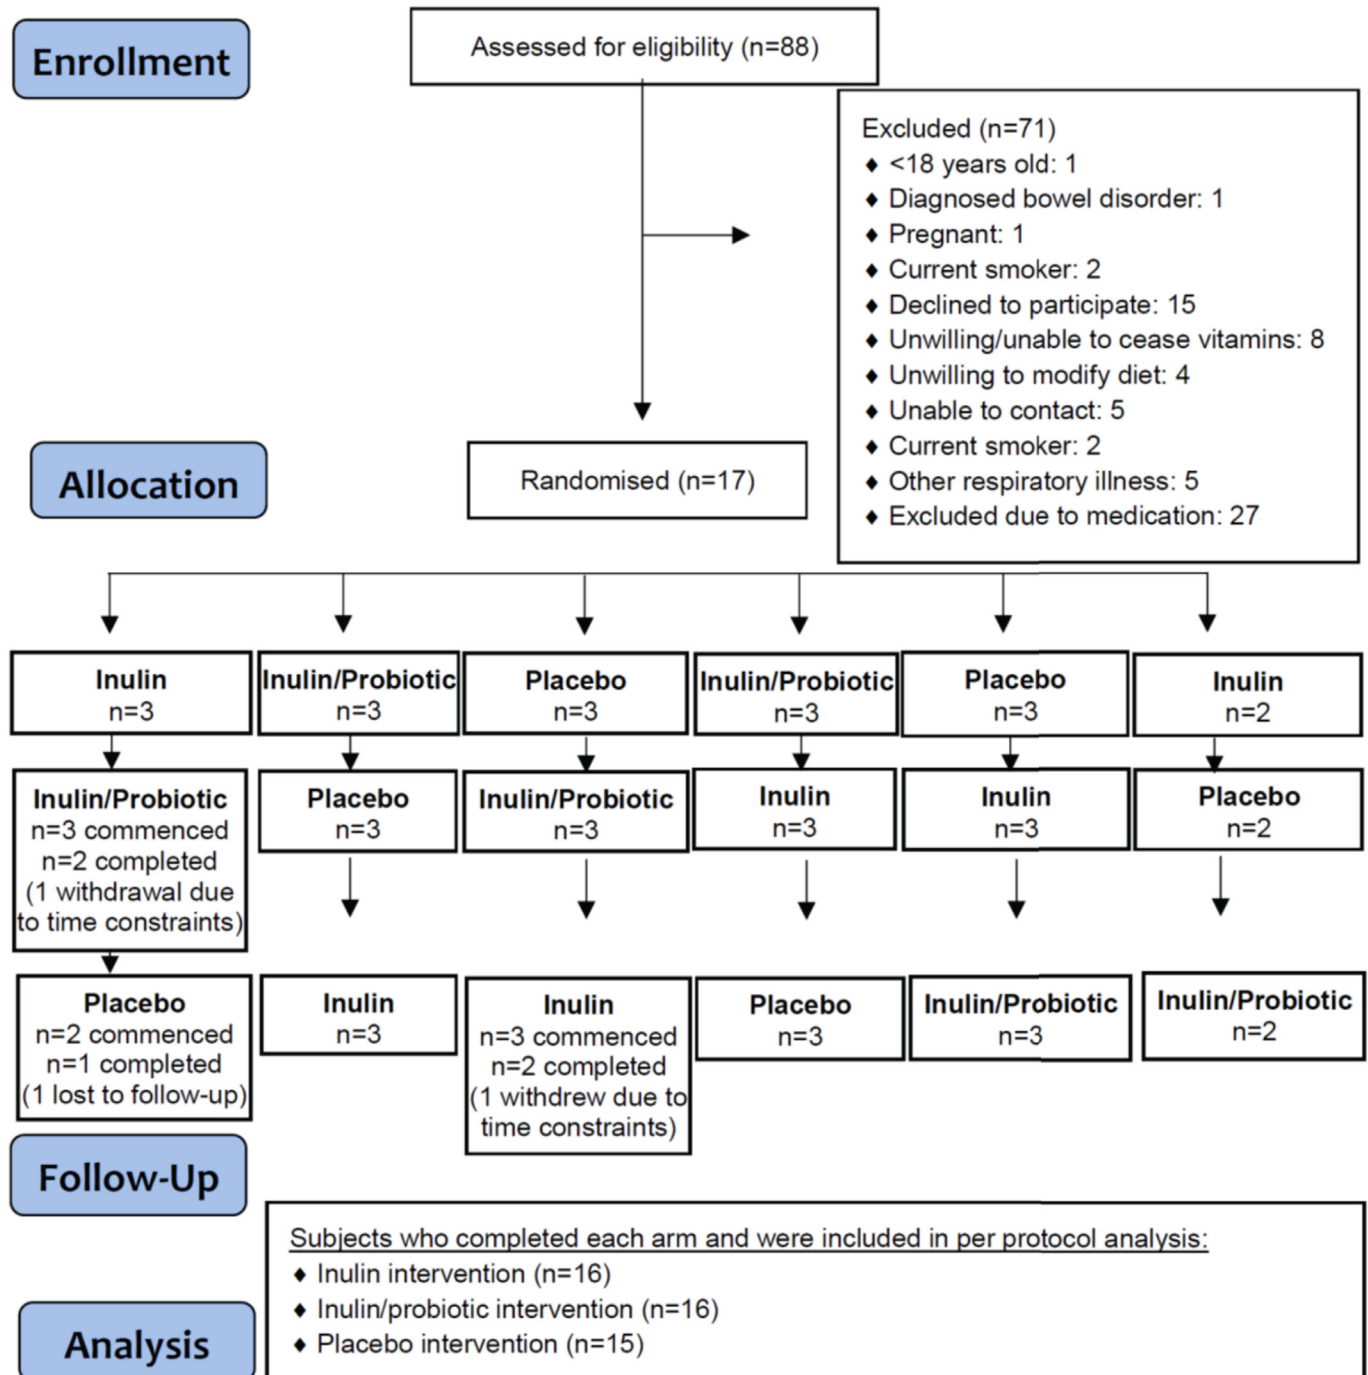 Enrollment
Assessed for eligibility (n=88)
Excluded (n=71)
♦ <18 years old: 1
♦ Diagnosed bowel disorder: 1
♦ Pregnant: 1
♦ Current smoker: 2
♦ Declined to participate: 15
♦ Unwilling/unable to cease vitamins: 8
♦ Unwilling to modify diet: 4
♦ Unable to contact: 5
♦ Current smoker: 2
♦ Other respiratory illness: 5
♦ Excluded due to medication: 27
Allocation
Randomised (n=17)
Inulin
n=3
Inulin/Probiotic
n=3
Placebo
n=3
Inulin/Probiotic
n=3
Placebo
n=3
Inulin
n=2
Inulin/Probiotic
n=3 commenced
n=2 completed
(1 withdrawal due
to time constraints)
Placebo
n=3
Inulin/Probiotic
n=3
Inulin
n=3
Inulin
n=3
Placebo
n=2
Placebo
n=2 commenced
n=1 completed
(1 lost to follow-up)
Inulin
n=3
Inulin
n=3 commenced
n=2 completed
(1 withdrew due to
time constraints)
Placebo
n=3
Inulin/Probiotic
n=3
Inulin/Probiotic
n=2
Follow-Up
Subjects who completed each arm and were included in per protocol analysis:
♦ Inulin intervention (n=16)
♦ Inulin/probiotic intervention (n=16)
♦ Placebo intervention (n=15)
Analysis